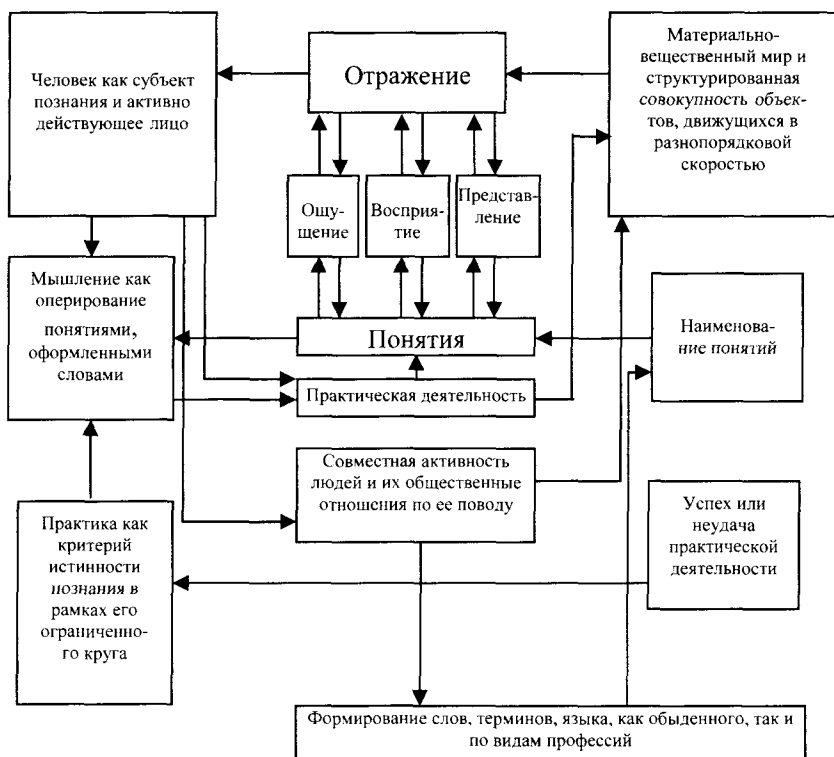 Человек как субъект
познания и активно
действующее лицо
Отражение
Материально-
вещественный мир и
структурированная
совокупность объек-
тов, движущихся в
разнопорядковой
скоростью
Ощу-
щение
Восприя-
тие
Представ-
ление
Мышление как
оперирование
понятиями,
оформленными
словами
Понятия
Наименова-
ние понятий
Практическая деятельность
Совместная активность
людей и их общественные
отношения по ее поводу
Практика как
критерий
истинности
познания в
рамках его
ограниченно-
го круга
Успех или
неудача
практической
деятельности
Формирование слов, терминов, языка, как обыденного, так и
по видам профессий